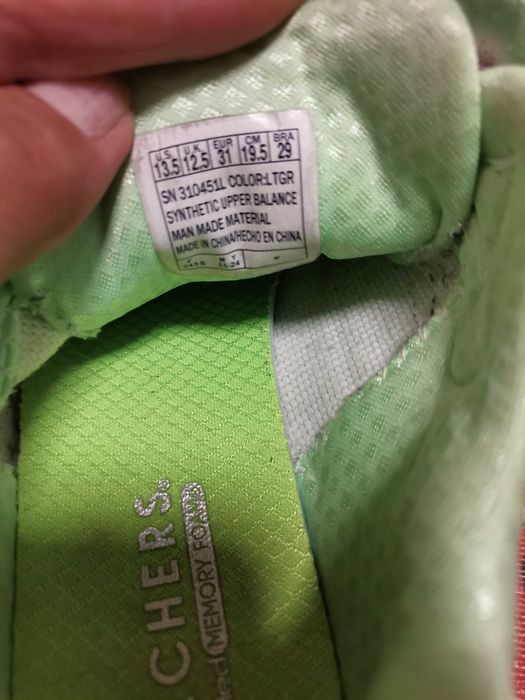 U.S. U.K. EUR CM BRA
13.5 12.5 31 19.5 29
SN 310451L COLOR:LTGR
SYNTHETIC UPPER BALANCE
MAN MADE MATERIAL
MADE IN CHINA/HECHO EN CHINA
F M Y
CHERS
led MEMORY FOAM